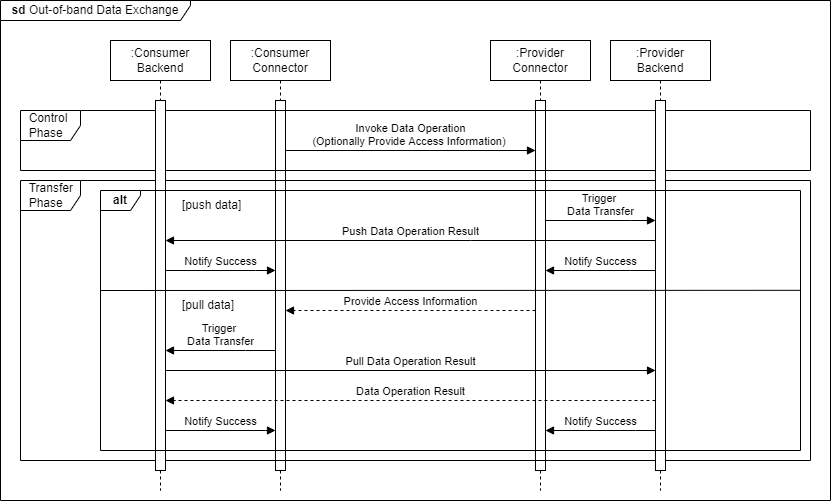 sd Out-of-band Data Exchange
:Consumer
Backend
:Consumer
Connector
:Provider
Connector
:Provider
Backend
Control
Phase
Invoke Data Operation
(Optionally Provide Access Information)
Transfer
Phase
alt
[push data]
Trigger
Data Transfer
Push Data Operation Result
Notify Success
Notify Success
[pull data]
Provide Access Information
Trigger
Data Transfer
Pull Data Operation Result
Data Operation Result
Notify Success
Notify Success